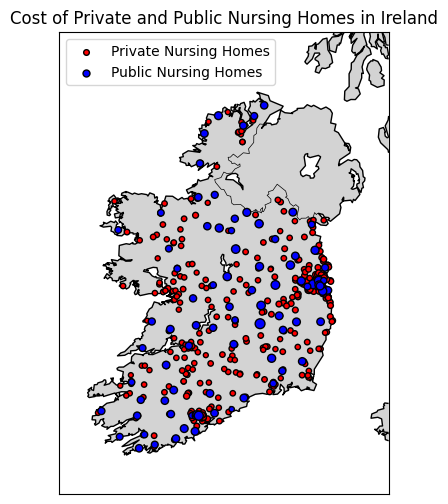 Cost of Private and Public Nursing Homes in Ireland
Private Nursing Homes
Public Nursing Homes